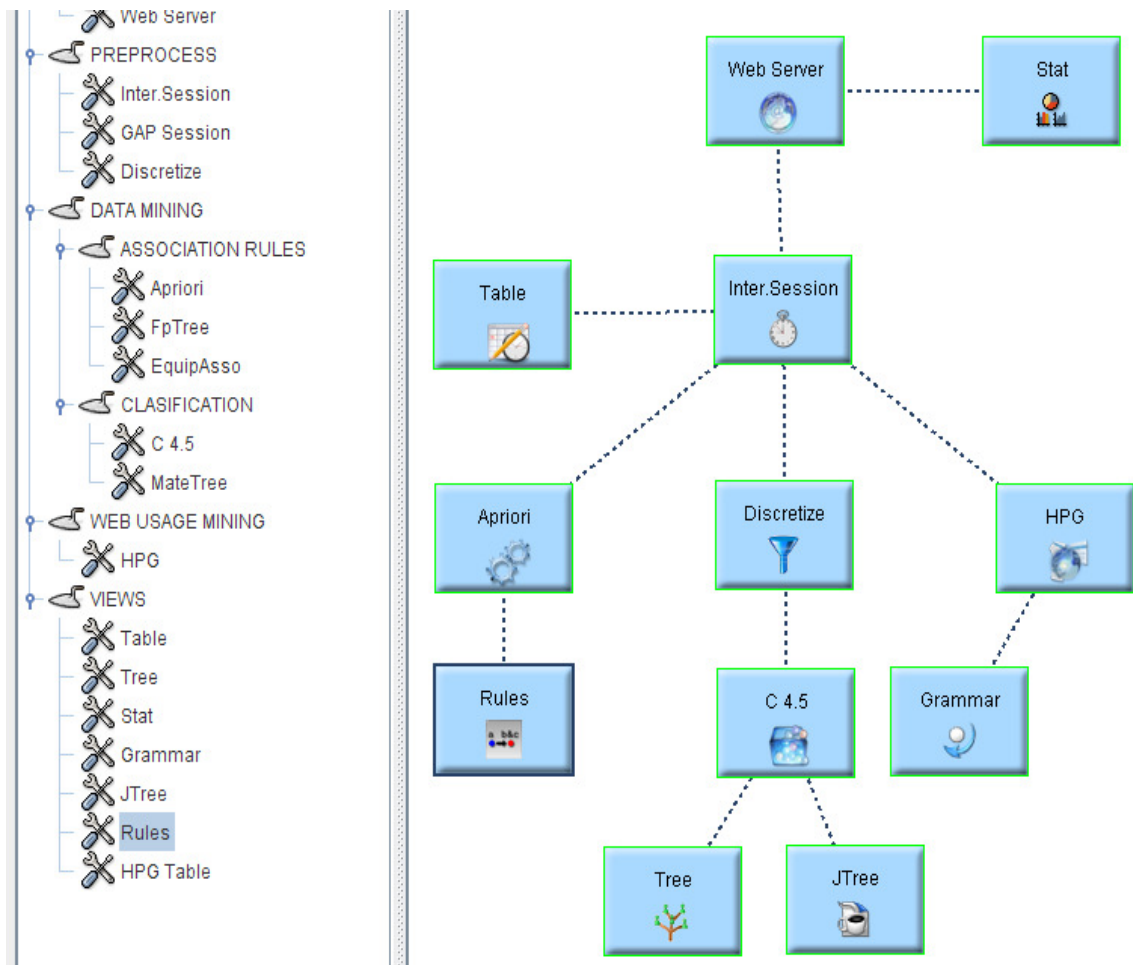 Web Server
PREPROCESS
Inter.Session
GAP Session
Discretize
DATA MINING
ASSOCIATION RULES
Apriori
FpTree
EquipAsso
CLASIFICATION
C 4.5
MateTree
WEB USAGE MINING
HPG
VIEWS
Table
Tree
Stat
Grammar
JTree
Rules
HPG Table
Web Server
Stat
Table
Inter.Session
Apriori
Discretize
HPG
Rules
a b&c
C 4.5
Grammar
Tree
JTree